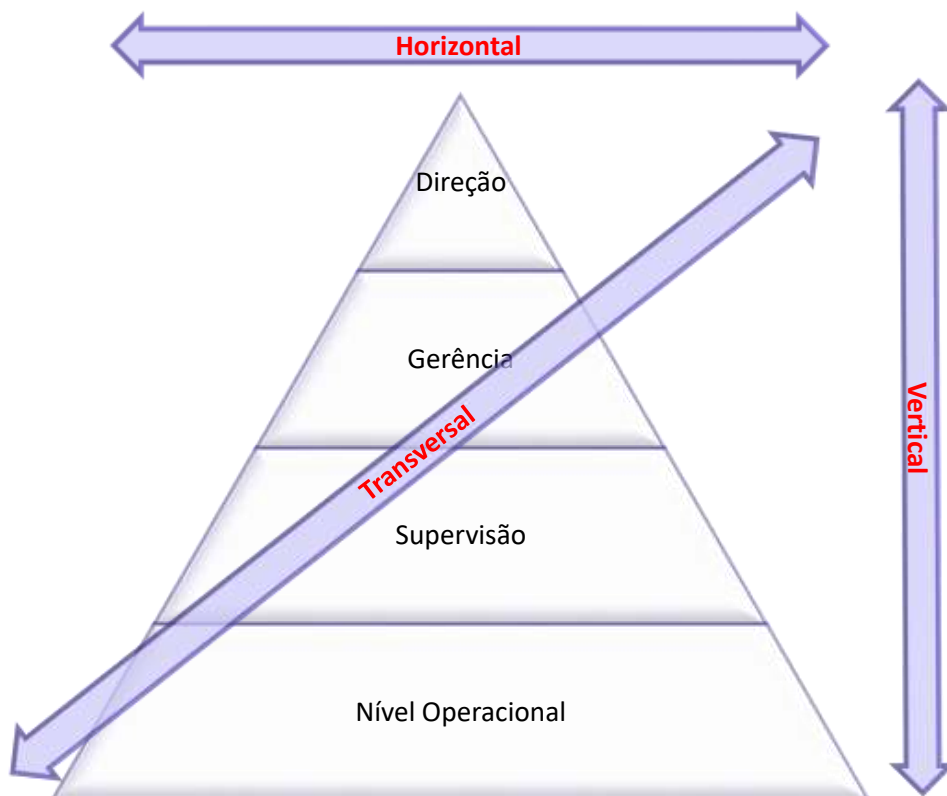 Horizontal
Direção
Gerência
Transversal
Vertical
Supervisão
Nível Operacional